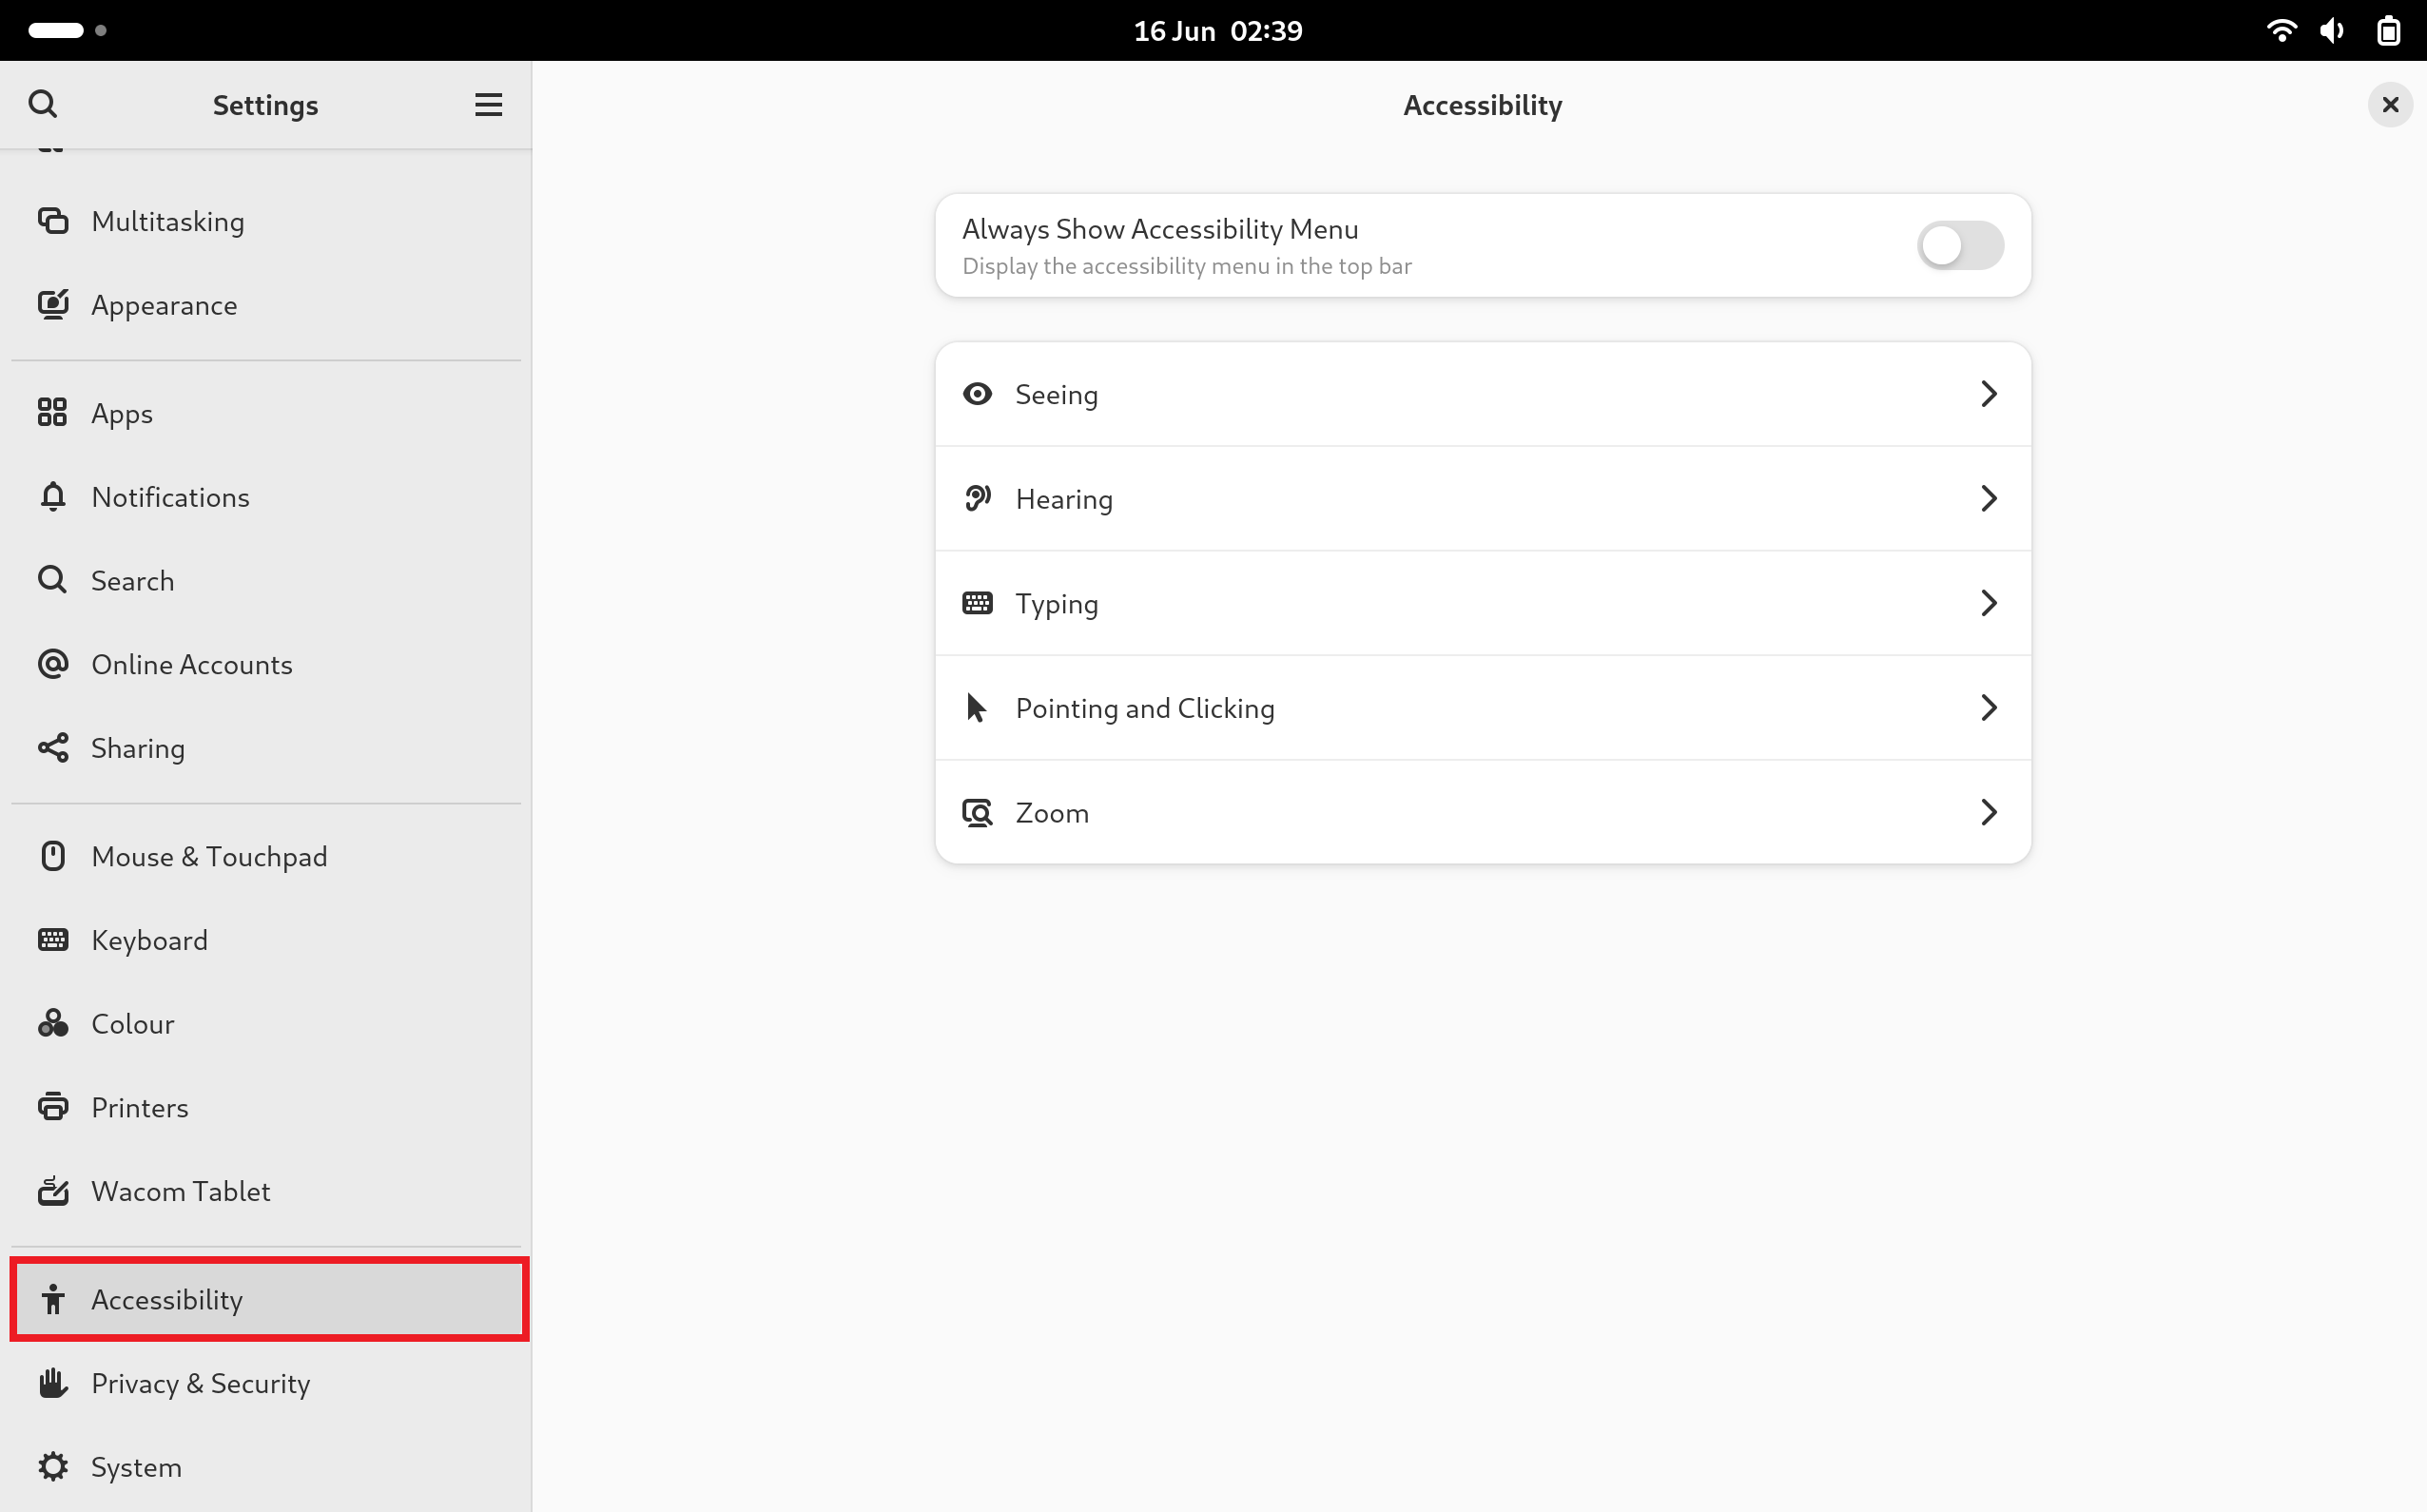 16 Jun 02:39
Settings
Accessibility
Multitasking
Appearance
Apps
Notifications
Search
Online Accounts
Sharing
Mouse & Touchpad
Keyboard
Colour
Printers
Wacom Tablet
Accessibility
Privacy & Security
System
Always Show Accessibility Menu
Display the accessibility menu in the top bar
Seeing
Hearing
Typing
Pointing and Clicking
Zoom